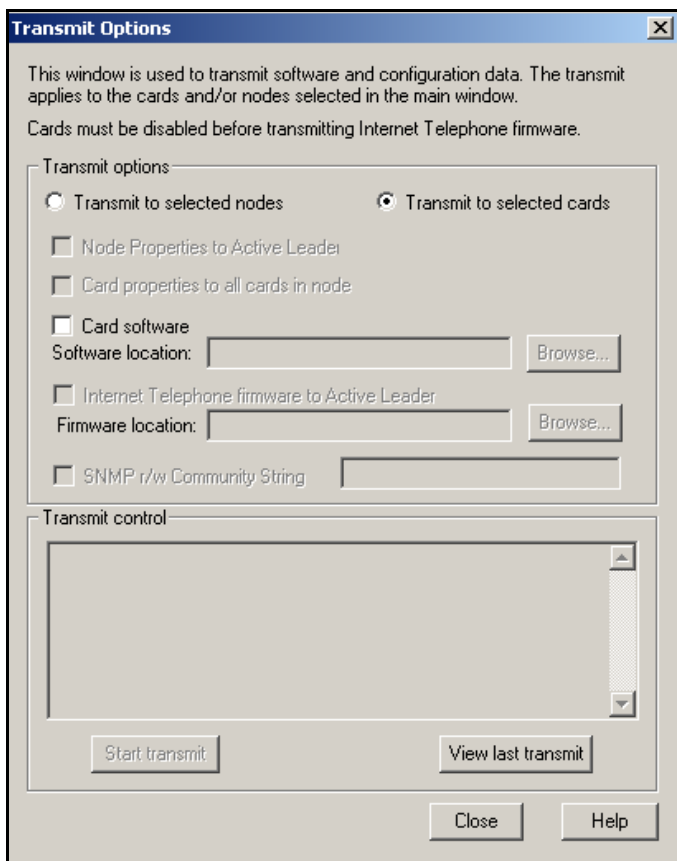 Transmit Options
This window is used to transmit software and configuration data. The transmit
applies to the cards and/or nodes selected in the main window.
Cards must be disabled before transmitting Internet Telephone firmware.
Transmit options
Transmit to selected nodes
Transmit to selected cards
Node Properties to Active Leader
Card properties to all cards in node
Card software
Software location:
Browse...
Internet Telephone firmware to Active Leader
Firmware location:
Browse...
SNMP r/w Community String
Transmit control
Start transmit
View last transmit
Close
Help